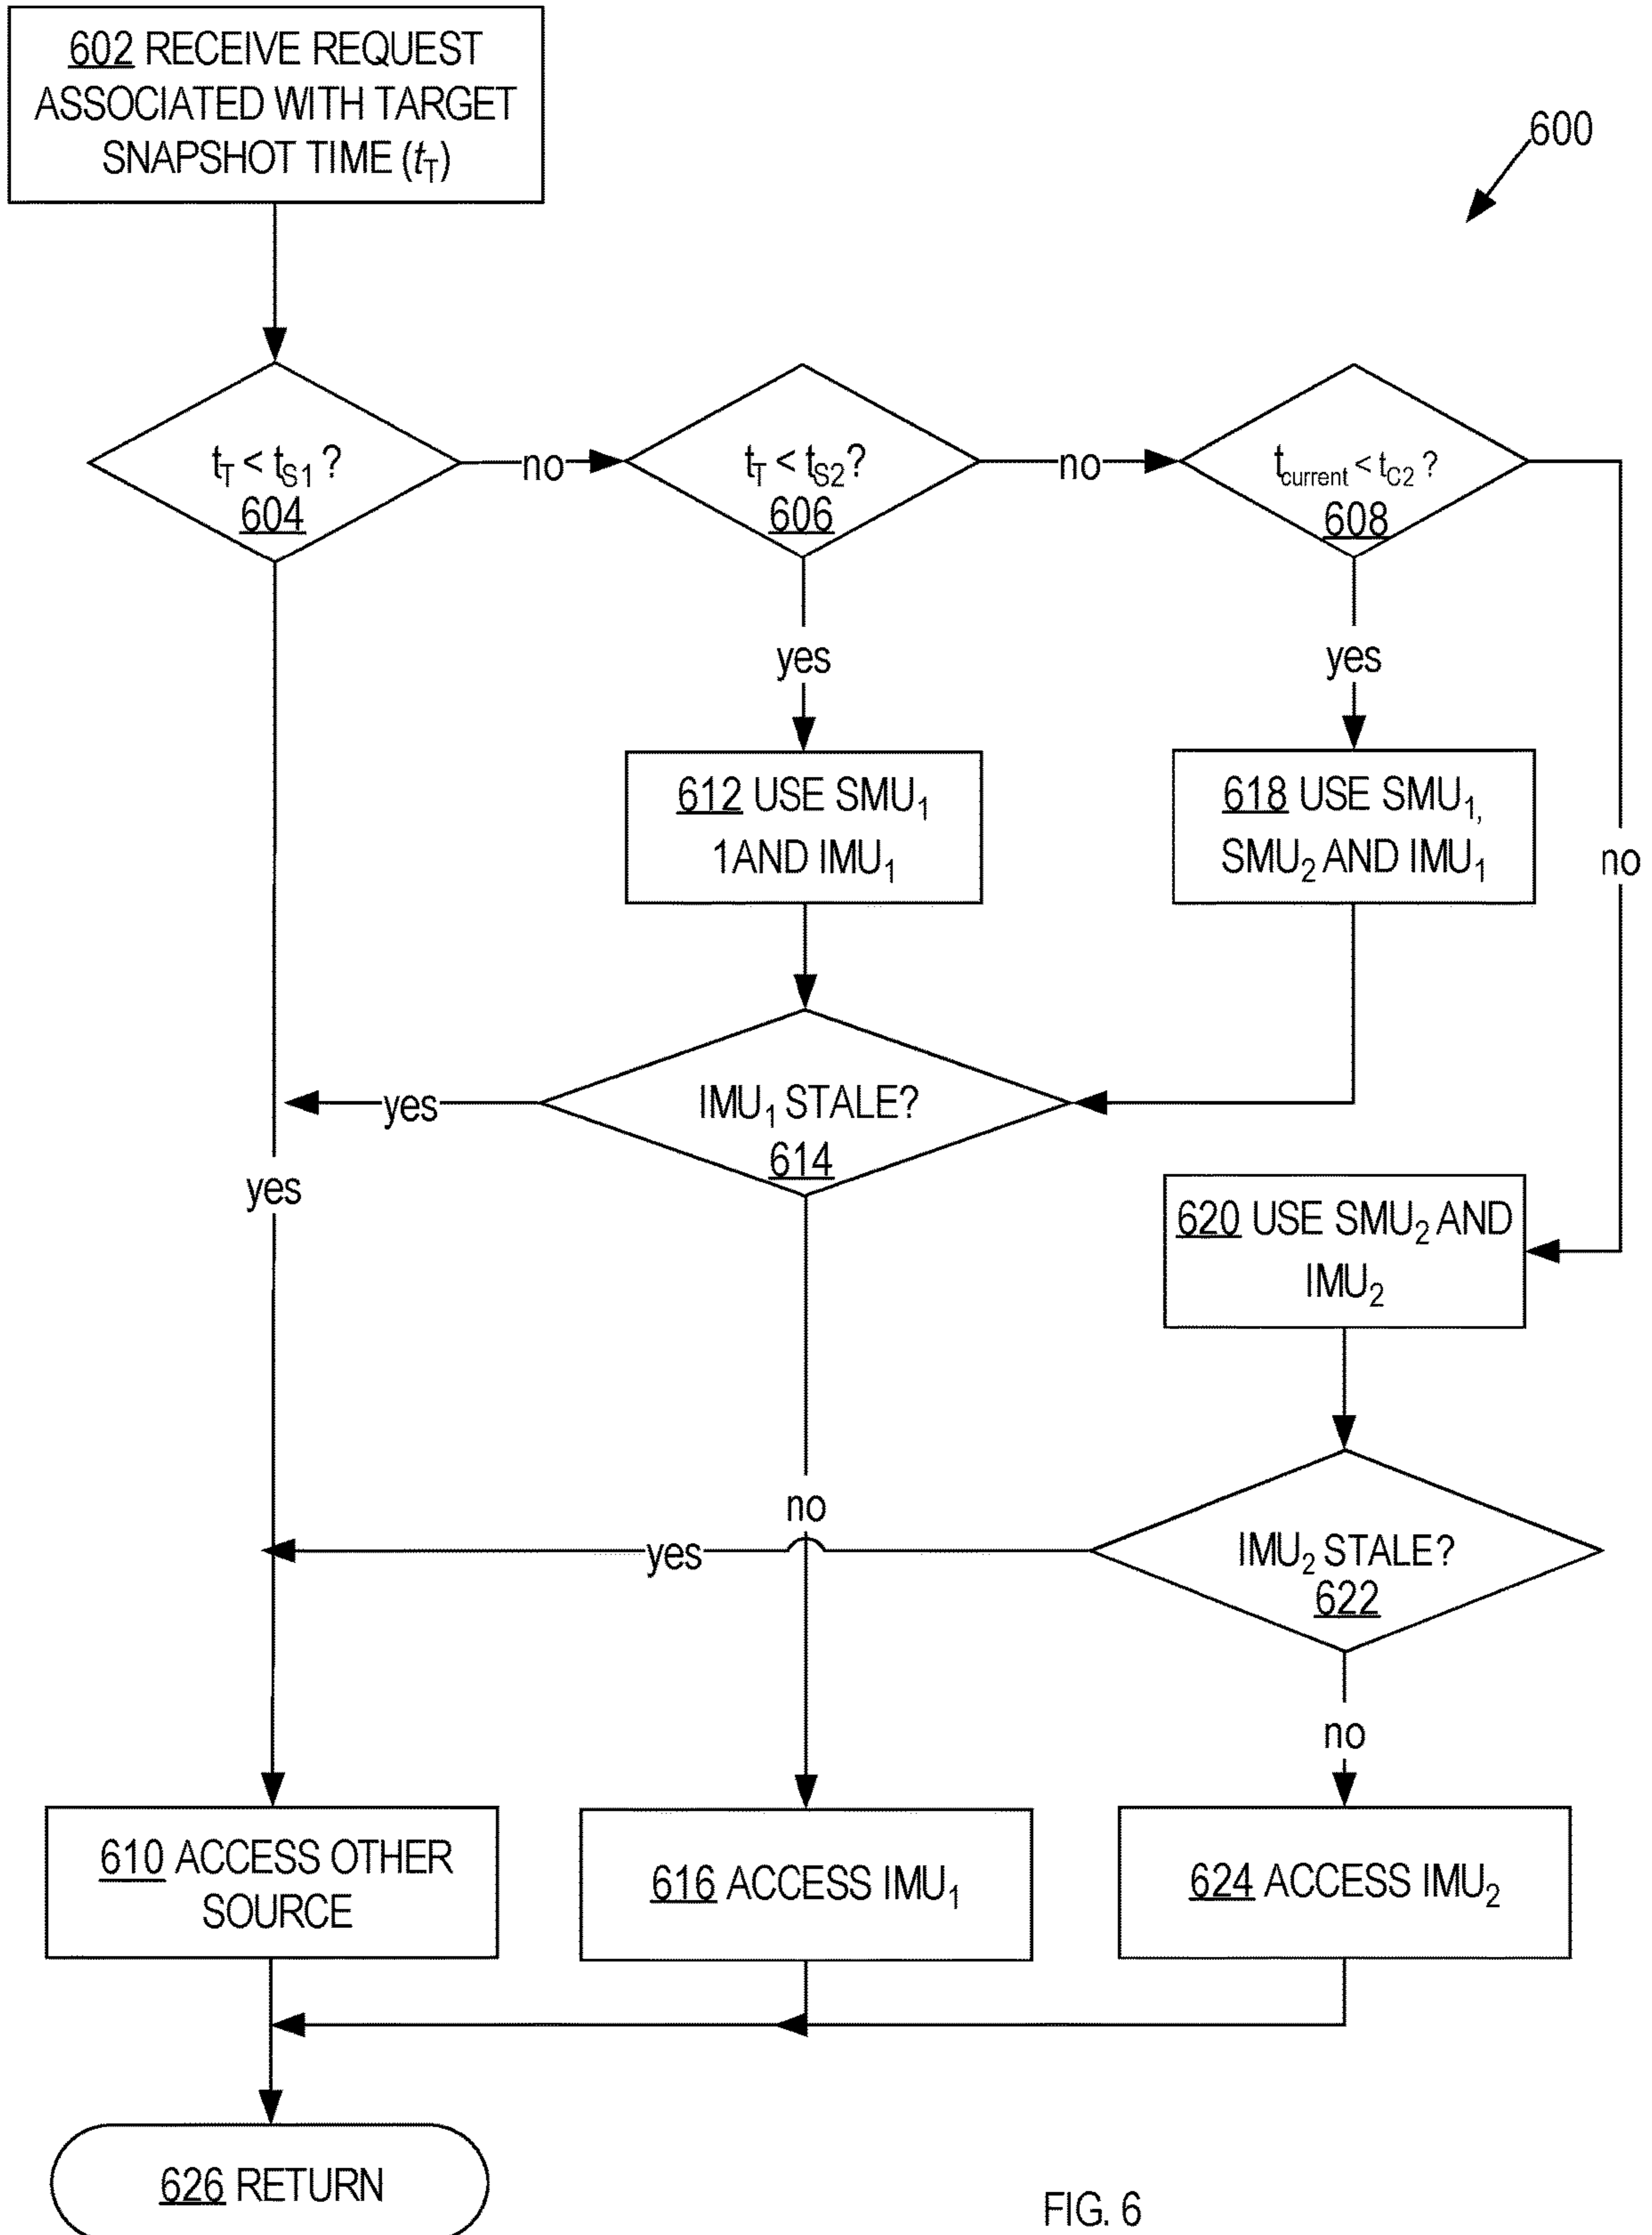 602 RECEIVE REQUEST
ASSOCIATED WITH TARGET
SNAPSHOT TIME (tT)
600
tT < tS1 ?
604
no
tT < tS2?
606
no
tcurrent < tC2 ?
608
yes
yes
no
612 USE SMU1
1AND IMU1
618 USE SMU1,
SMU2 AND IMU1
yes
IMU1 STALE?
614
yes
620 USE SMU2 AND
IMU2
no
yes
IMU2 STALE?
622
no
610 ACCESS OTHER
SOURCE
616 ACCESS IMU1
624 ACCESS IMU2
626 RETURN
FIG. 6